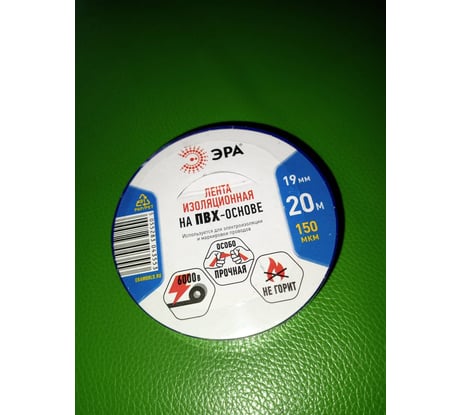 ЭРА
ЛЕНТА
ИЗОЛЯЦИОННАЯ
НА ПВХ-ОСНОВЕ
Используется для электроизоляции
и маркировки проводов
19 мм
20 м
150
МКМ
6000В
ОСОБО
ПРОЧНАЯ
НЕ ГОРИТ